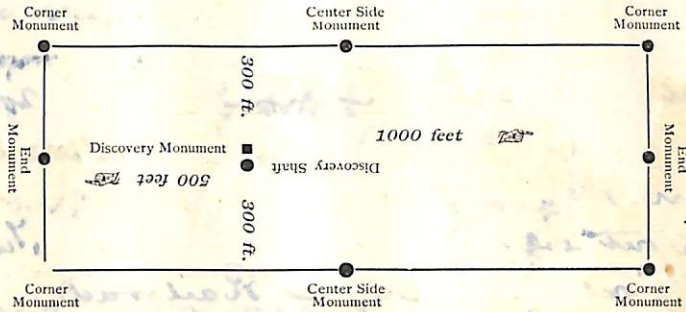 Corner
Monument
Center Side
Monument
Corner
Monument
300 ft.
1000 feet
End
Monument
Discovery Monument
Discovery Shaft
End
Monument
500 feet
300 ft.
Corner
Monument
Center Side
Monument
Corner
Monument